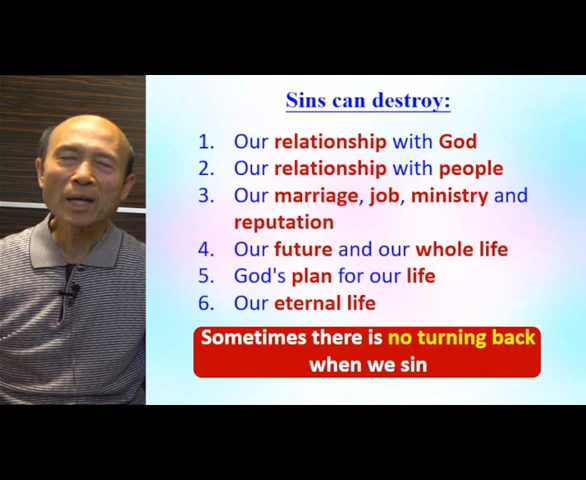 Sins can destroy:
1. Our relationship with God
2. Our relationship with people
3. Our marriage, job, ministry and
reputation
4. Our future and our whole life
5. God's plan for our life
6. Our eternal life
Sometimes there is no turning back
when we sin